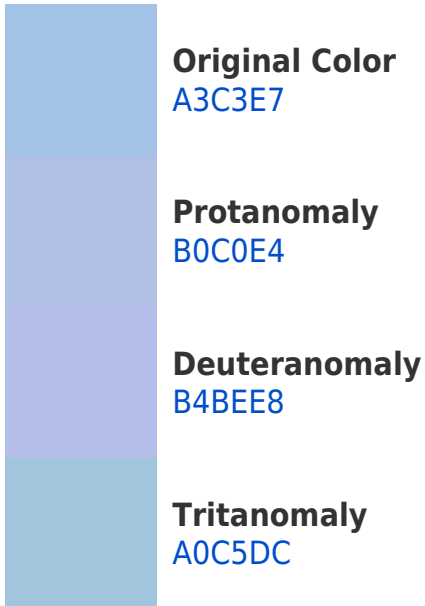 Original Color
A3C3E7
Protanomaly
B0C0E4
Deuteranomaly
B4BEE8
Tritanomaly
A0C5DC